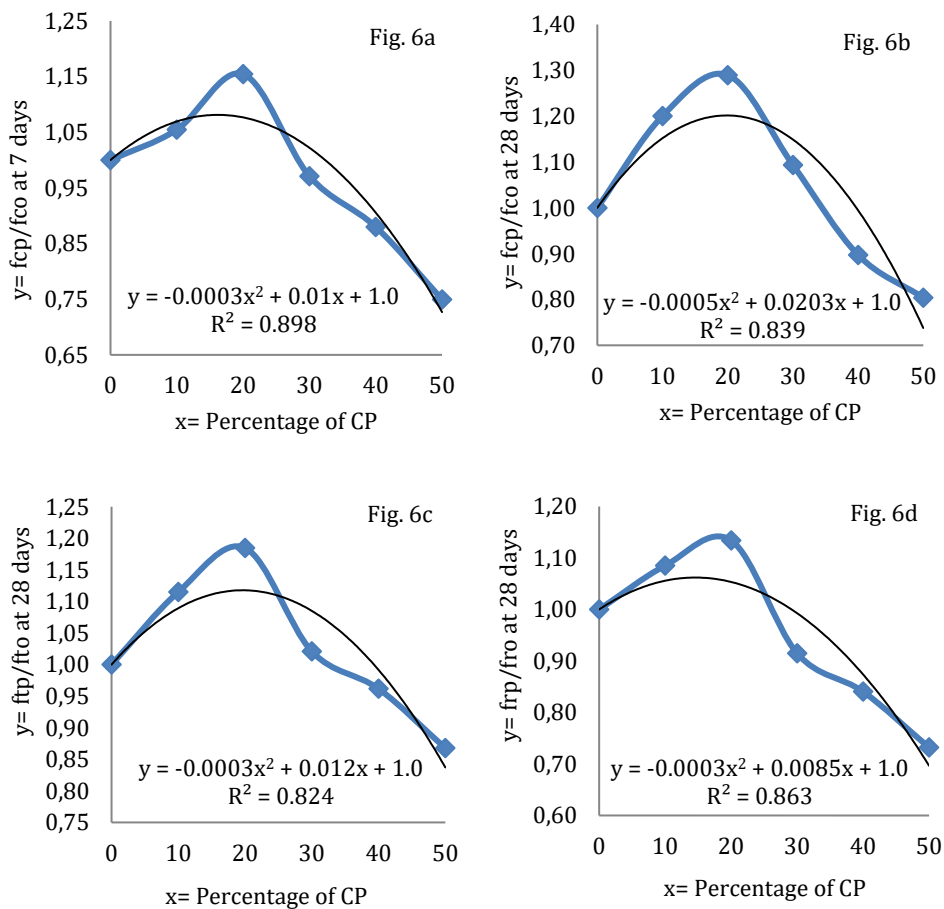 Fig. 6a
y= fcp/fco at 7 days
1,25
1,15
1,05
0,95
0,85
0,75
0,65
y = -0.0003x² + 0.01x + 1.0
R² = 0.898
0 10 20 30 40 50
x= Percentage of CP
Fig. 6b
y= fcp/fco at 28 days
1,40
1,30
1,20
1,10
1,00
0,90
0,80
0,70
y = -0.0005x² + 0.0203x + 1.0
R² = 0.839
0 10 20 30 40 50
x= Percentage of CP
Fig. 6c
y= ftp/fto at 28 days
1,25
1,20
1,15
1,10
1,05
1,00
0,95
0,90
0,85
0,80
0,75
y = -0.0003x² + 0.012x + 1.0
R² = 0.824
0 10 20 30 40 50
x= Percentage of CP
Fig. 6d
y= frp/fro at 28 days
1,20
1,10
1,00
0,90
0,80
0,70
0,60
y = -0.0003x² + 0.0085x + 1.0
R² = 0.863
0 10 20 30 40 50
x= Percentage of CP